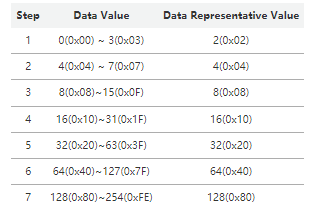 Step Data Value Data Representative Value
1 0(0x00) ~ 3(0x03) 2(0x02)
2 4(0x04) ~ 7(0x07) 4(0x04)
3 8(0x08)~15(0x0F) 8(0x08)
4 16(0x10)~31(0x1F) 16(0x10)
5 32(0x20)~63(0x3F) 32(0x20)
6 64(0x40)~127(0x7F) 64(0x40)
7 128(0x80)~254(0xFE) 128(0x80)